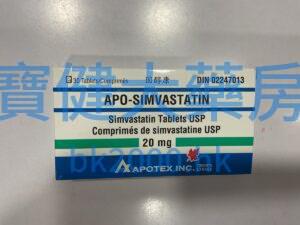 30 Tablets/Comprimés
DIN 02247013
APO-SIMVASTATIN
寶健大藥房
Simvastatin Tablets USP
Comprimés de simvastatine USP
20 mg
APOTEX INC.